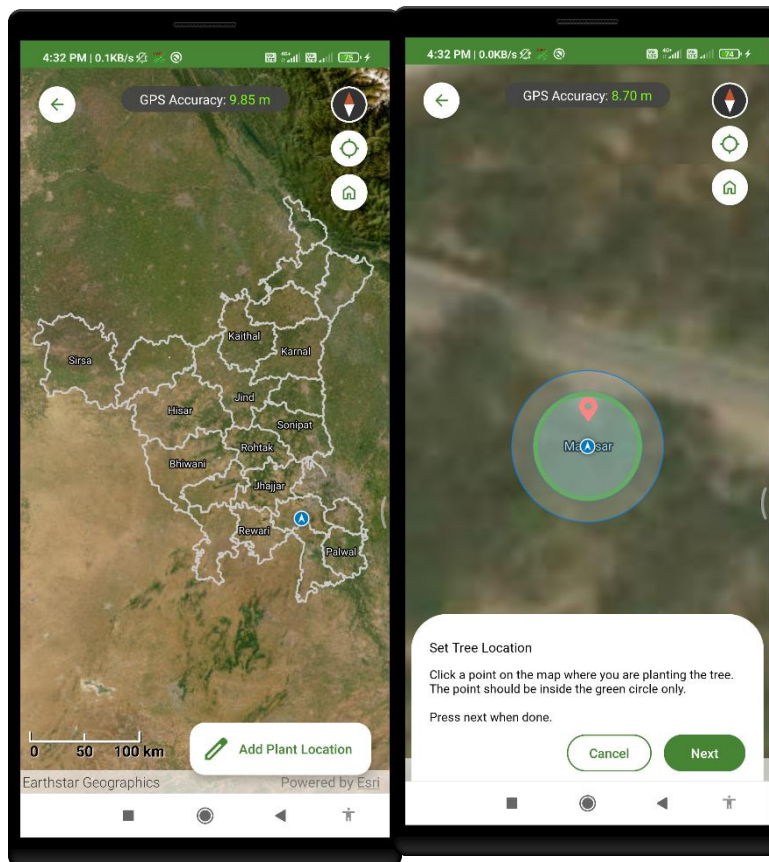 4:32 PM | 0.1KB/s
75
GPS Accuracy: 9.85 m
Kaithal
Karnal
Sirsa
Jind
Hisar
Sonipat
Rohtak
Bhiwani
Jhajjar
Rewari
Palwal
0 50 100 km
Add Plant Location
Earthstar Geographics Powered by Esri
4:32 PM | 0.0KB/s
74
GPS Accuracy: 8.70 m
Set Tree Location
Click a point on the map where you are planting the tree.
The point should be inside the green circle only.
Press next when done.
Cancel Next